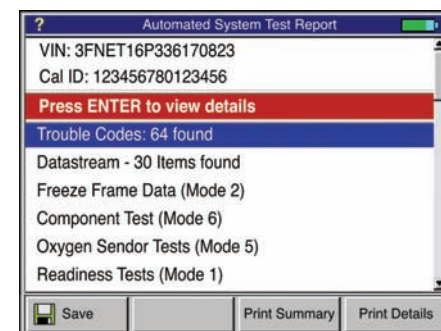 ? Automated System Test Report
VIN: 3FNET16P336170823
Cal ID: 123456780123456
Press ENTER to view details
Trouble Codes: 64 found
Datastream - 30 Items found
Freeze Frame Data (Mode 2)
Component Test (Mode 6)
Oxygen Sendor Tests (Mode 5)
Readiness Tests (Mode 1)
Save Print Summary Print Details